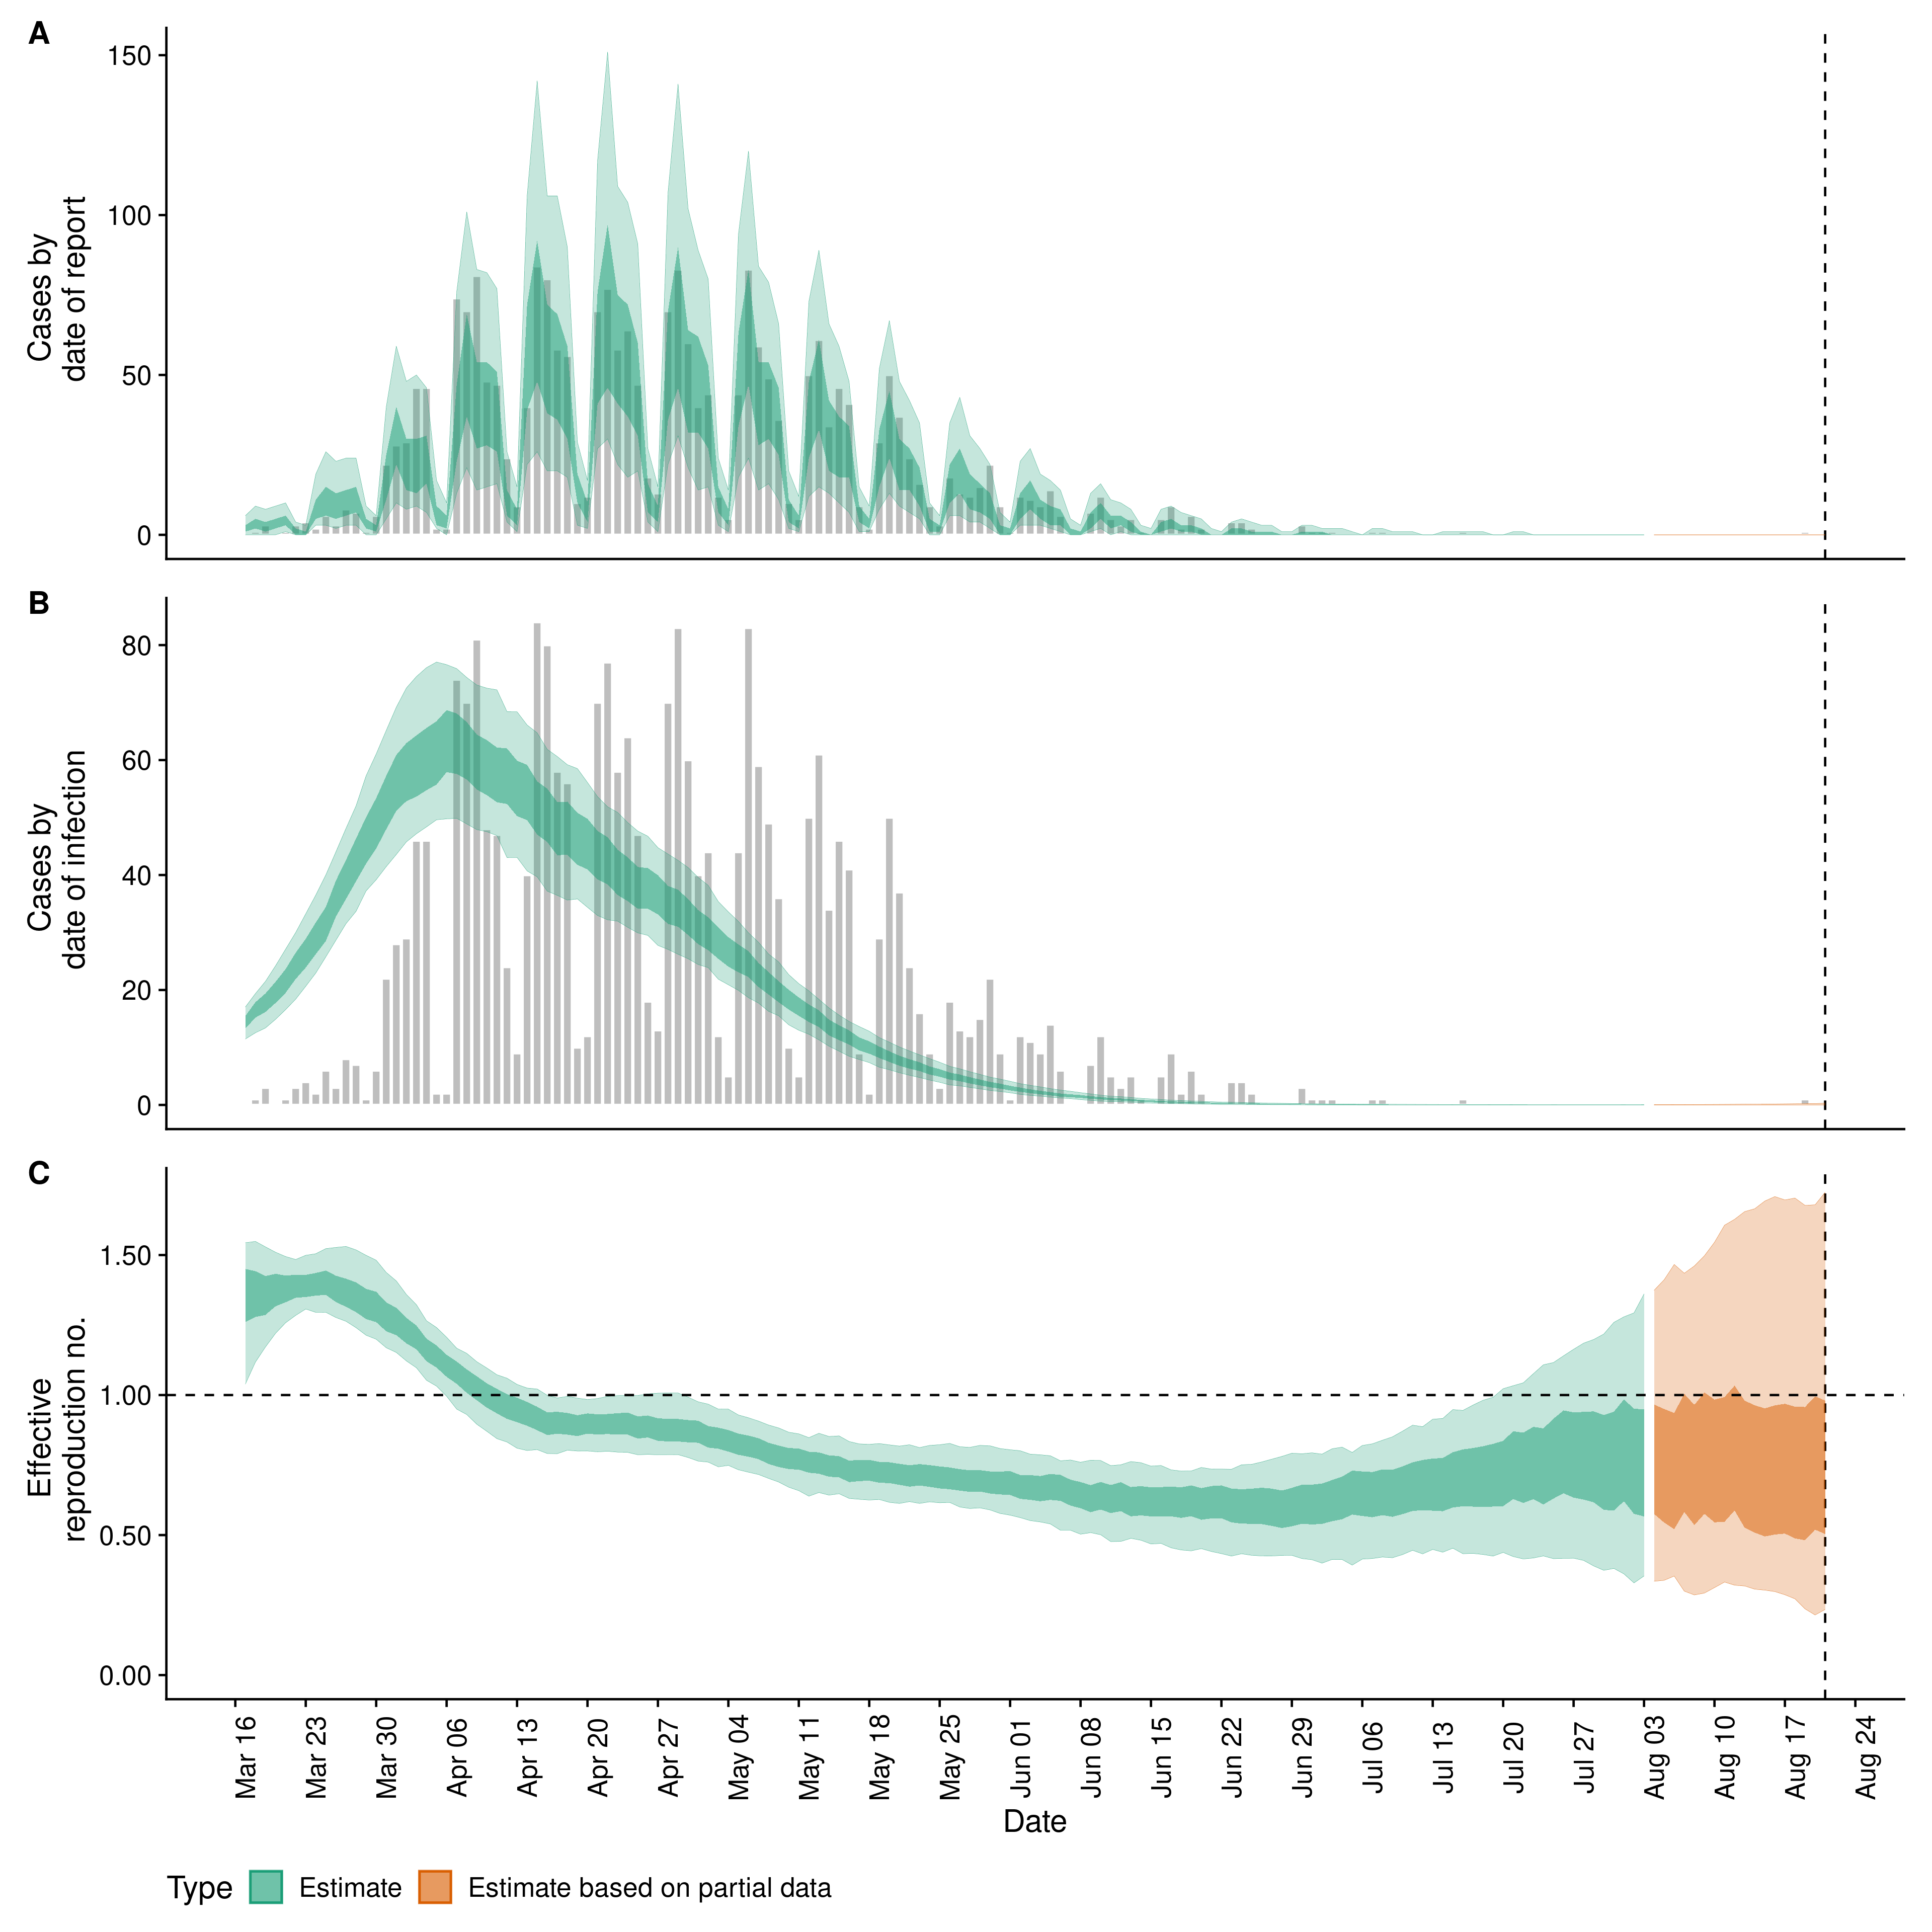 A
150
100
50
0
Cases by
date of report
B
80
60
40
20
0
Cases by
date of infection
C
1.50
1.00
0.50
0.00
Effective
reproduction no.
Mar 16
Mar 23
Mar 30
Apr 06
Apr 13
Apr 20
Apr 27
May 04
May 11
May 18
May 25
Jun 01
Jun 08
Jun 15
Jun 22
Jun 29
Jul 06
Jul 13
Jul 20
Jul 27
Aug 03
Aug 10
Aug 17
Aug 24
Date
Type Estimate Estimate based on partial data